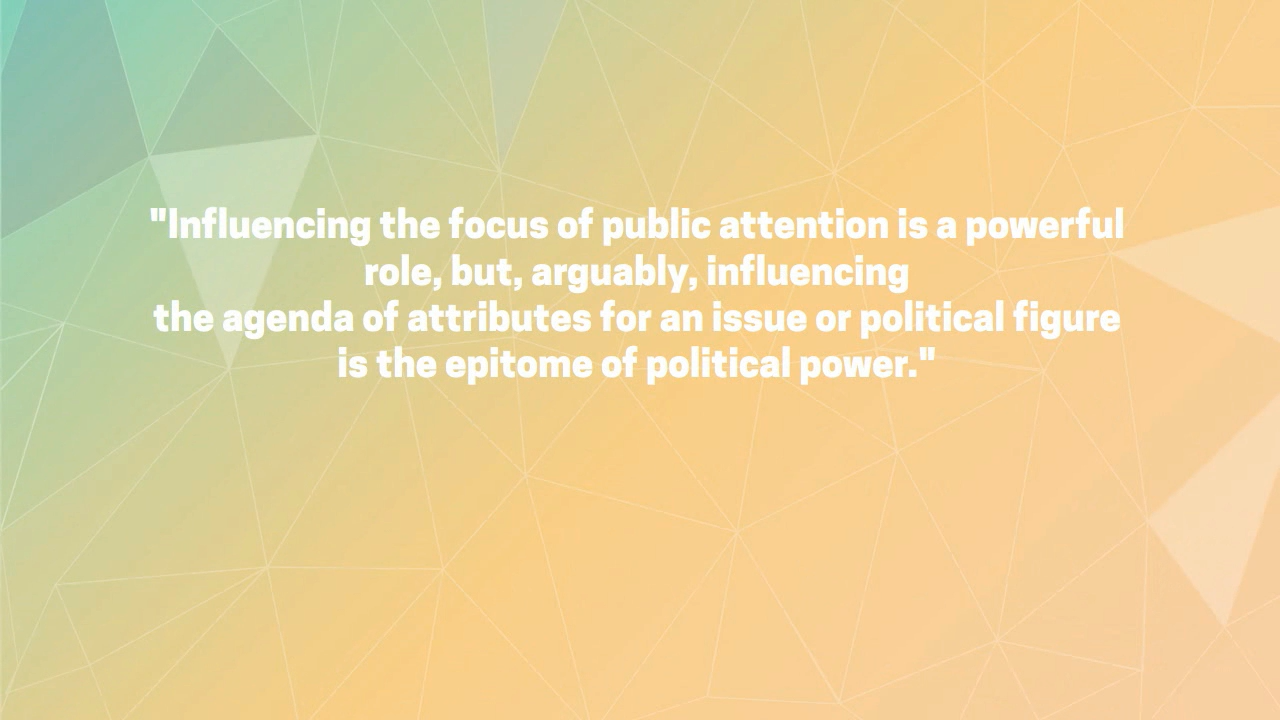 "Influencing the focus of public attention is a powerful
role, but, arguably, influencing
the agenda of attributes for an issue or political figure
is the epitome of political power."